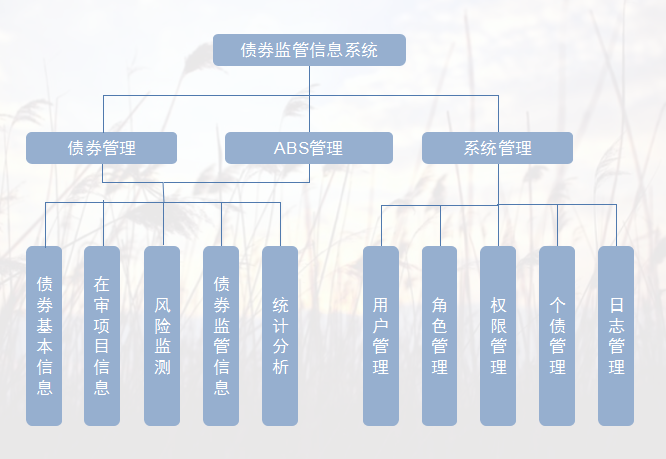 债券监管信息系统
债券管理
ABS管理
系统管理
债券基本信息
在审项目信息
风险监测
债券监管信息
统计分析
用户管理
角色管理
权限管理
个债管理
日志管理